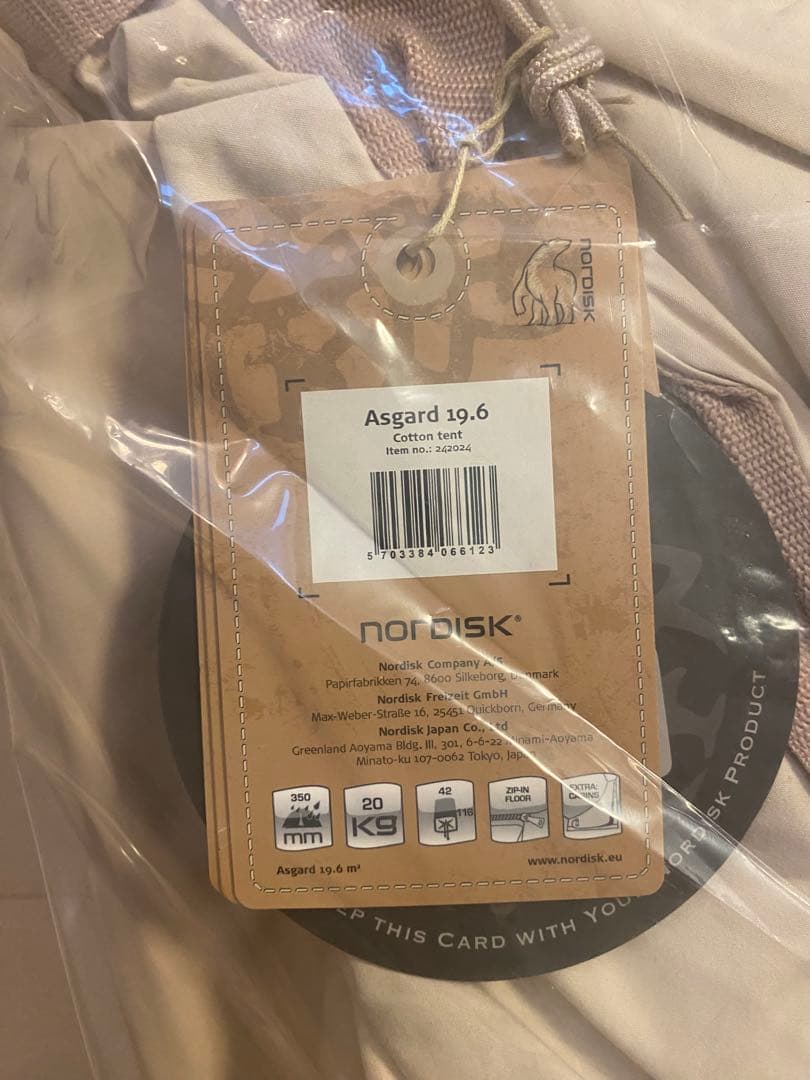 nordisk
Asgard 19.6
Cotton tent
Item no.: 242024
5 703384 066123
nordisk®
Nordisk Company A/S
Papirfabrikken 74, 8600 Silkeborg, Denmark
Nordisk Freizeit GmbH
Max-Weber-Straße 16, 25451 Quickborn, Germany
Nordisk Japan Co., Ltd
Greenland Aoyama Bldg. III, 301, 6-6-22 Minami-Aoyama
Minato-ku 107-0062 Tokyo, Japan
350
mm
20
KG
42
116
ZIP-IN
FLOOR
EXTRA:
CABINS
Asgard 19.6 m²
www.nordisk.eu
THIS CARD WITH YOUR NORDISK PRODUCT